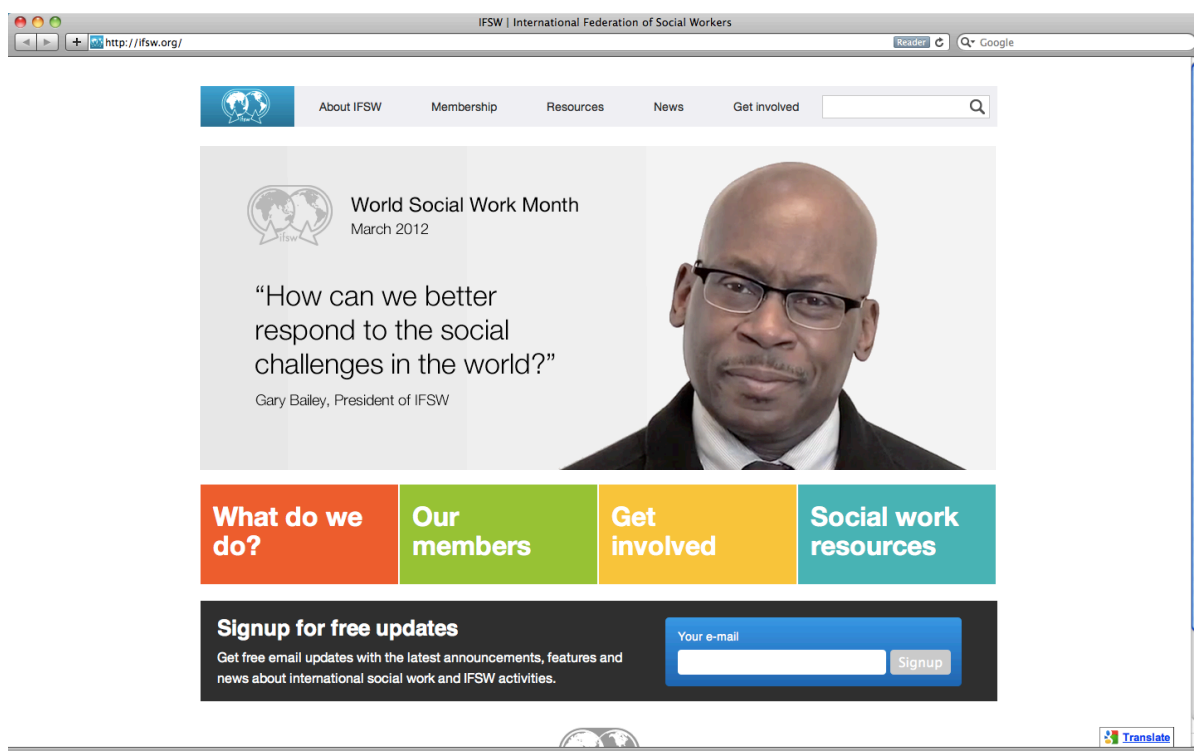 IFSW | International Federation of Social Workers
http://ifsw.org/
Reader
Google
ifsw
About IFSW
Membership
Resources
News
Get involved
ifsw
World Social Work Month
March 2012
“How can we better
respond to the social
challenges in the world?”
Gary Bailey, President of IFSW
What do we
do?
Our
members
Get
involved
Social work
resources
Signup for free updates
Get free email updates with the latest announcements, features and
news about international social work and IFSW activities.
Your e-mail
Signup
Translate